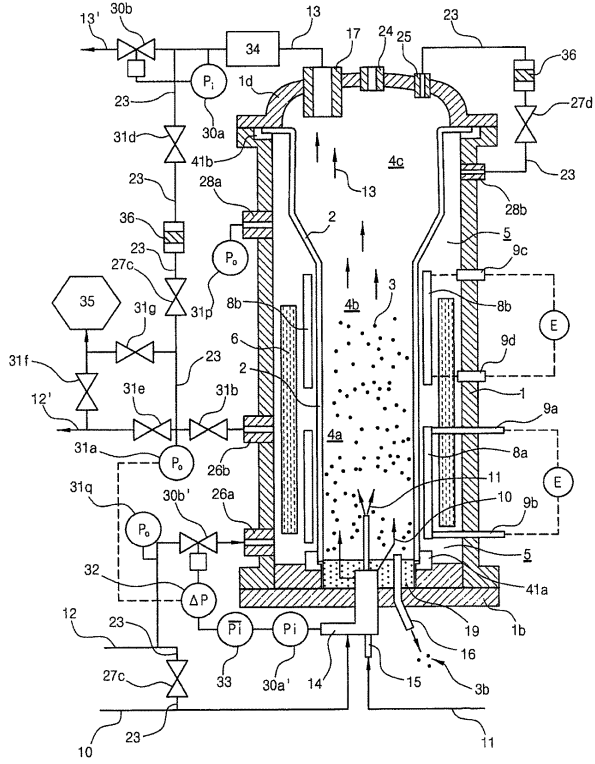 13' 30b 34 13 17 24 25 23
36
Pi
1d
23 30a
27d
31d
41b 4c
23 28a 13 23
28b
36 2 5
23 Po
27c 31p 9c
3
4b
35 8b 8b
31g 6 E
9d
31f 23
2 1
12' 31e 31b 9a
4a
31a Po 26b 8a
11
31q 26a 10 E
30b'
Po 9b
5
32 ΔP 41a
12 Pi Pi 19 1b
23 16
27c 33 30a' 14 15 3b
10 23 11